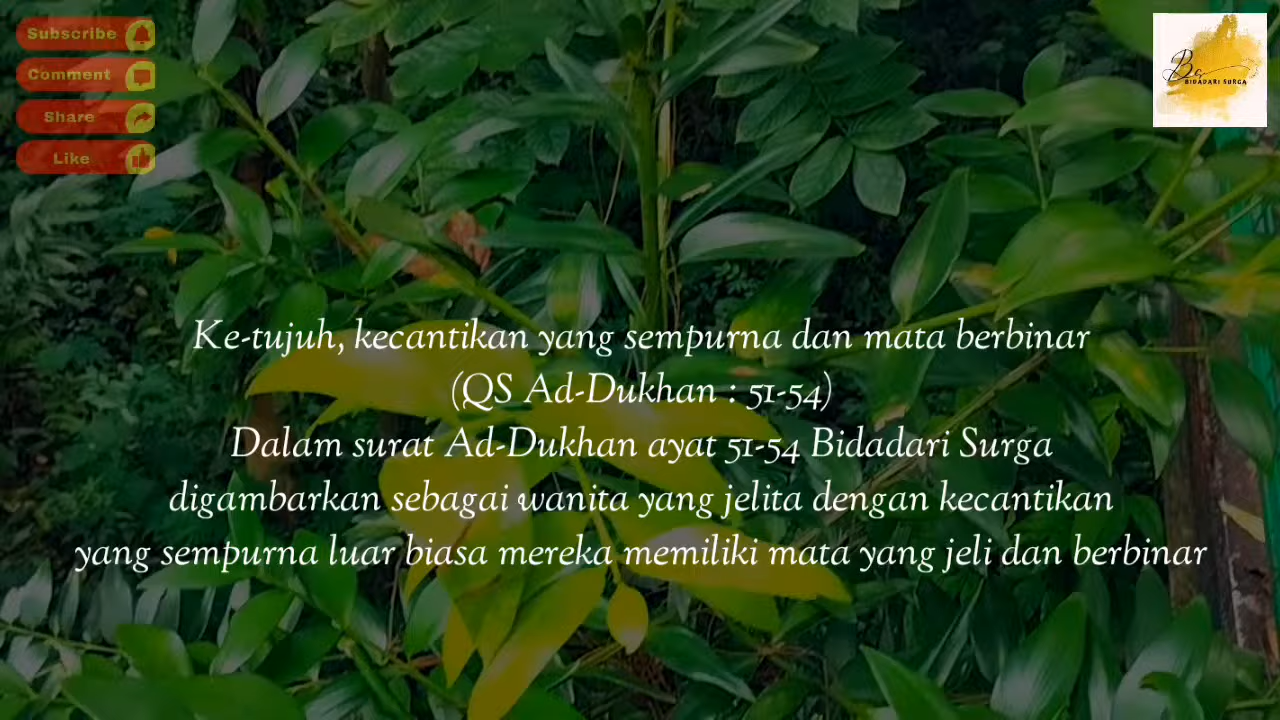 Subscribe
Comment
Share
Like
Bs
BIDADARI SURGA
Ke-tujuh, kecantikan yang sempurna dan mata berbinar
(QS Ad-Dukhan : 51-54)
Dalam surat Ad-Dukhan ayat 51-54 Bidadari Surga
digambarkan sebagai wanita yang jelita dengan kecantikan
yang sempurna luar biasa mereka memiliki mata yang jeli dan berbinar